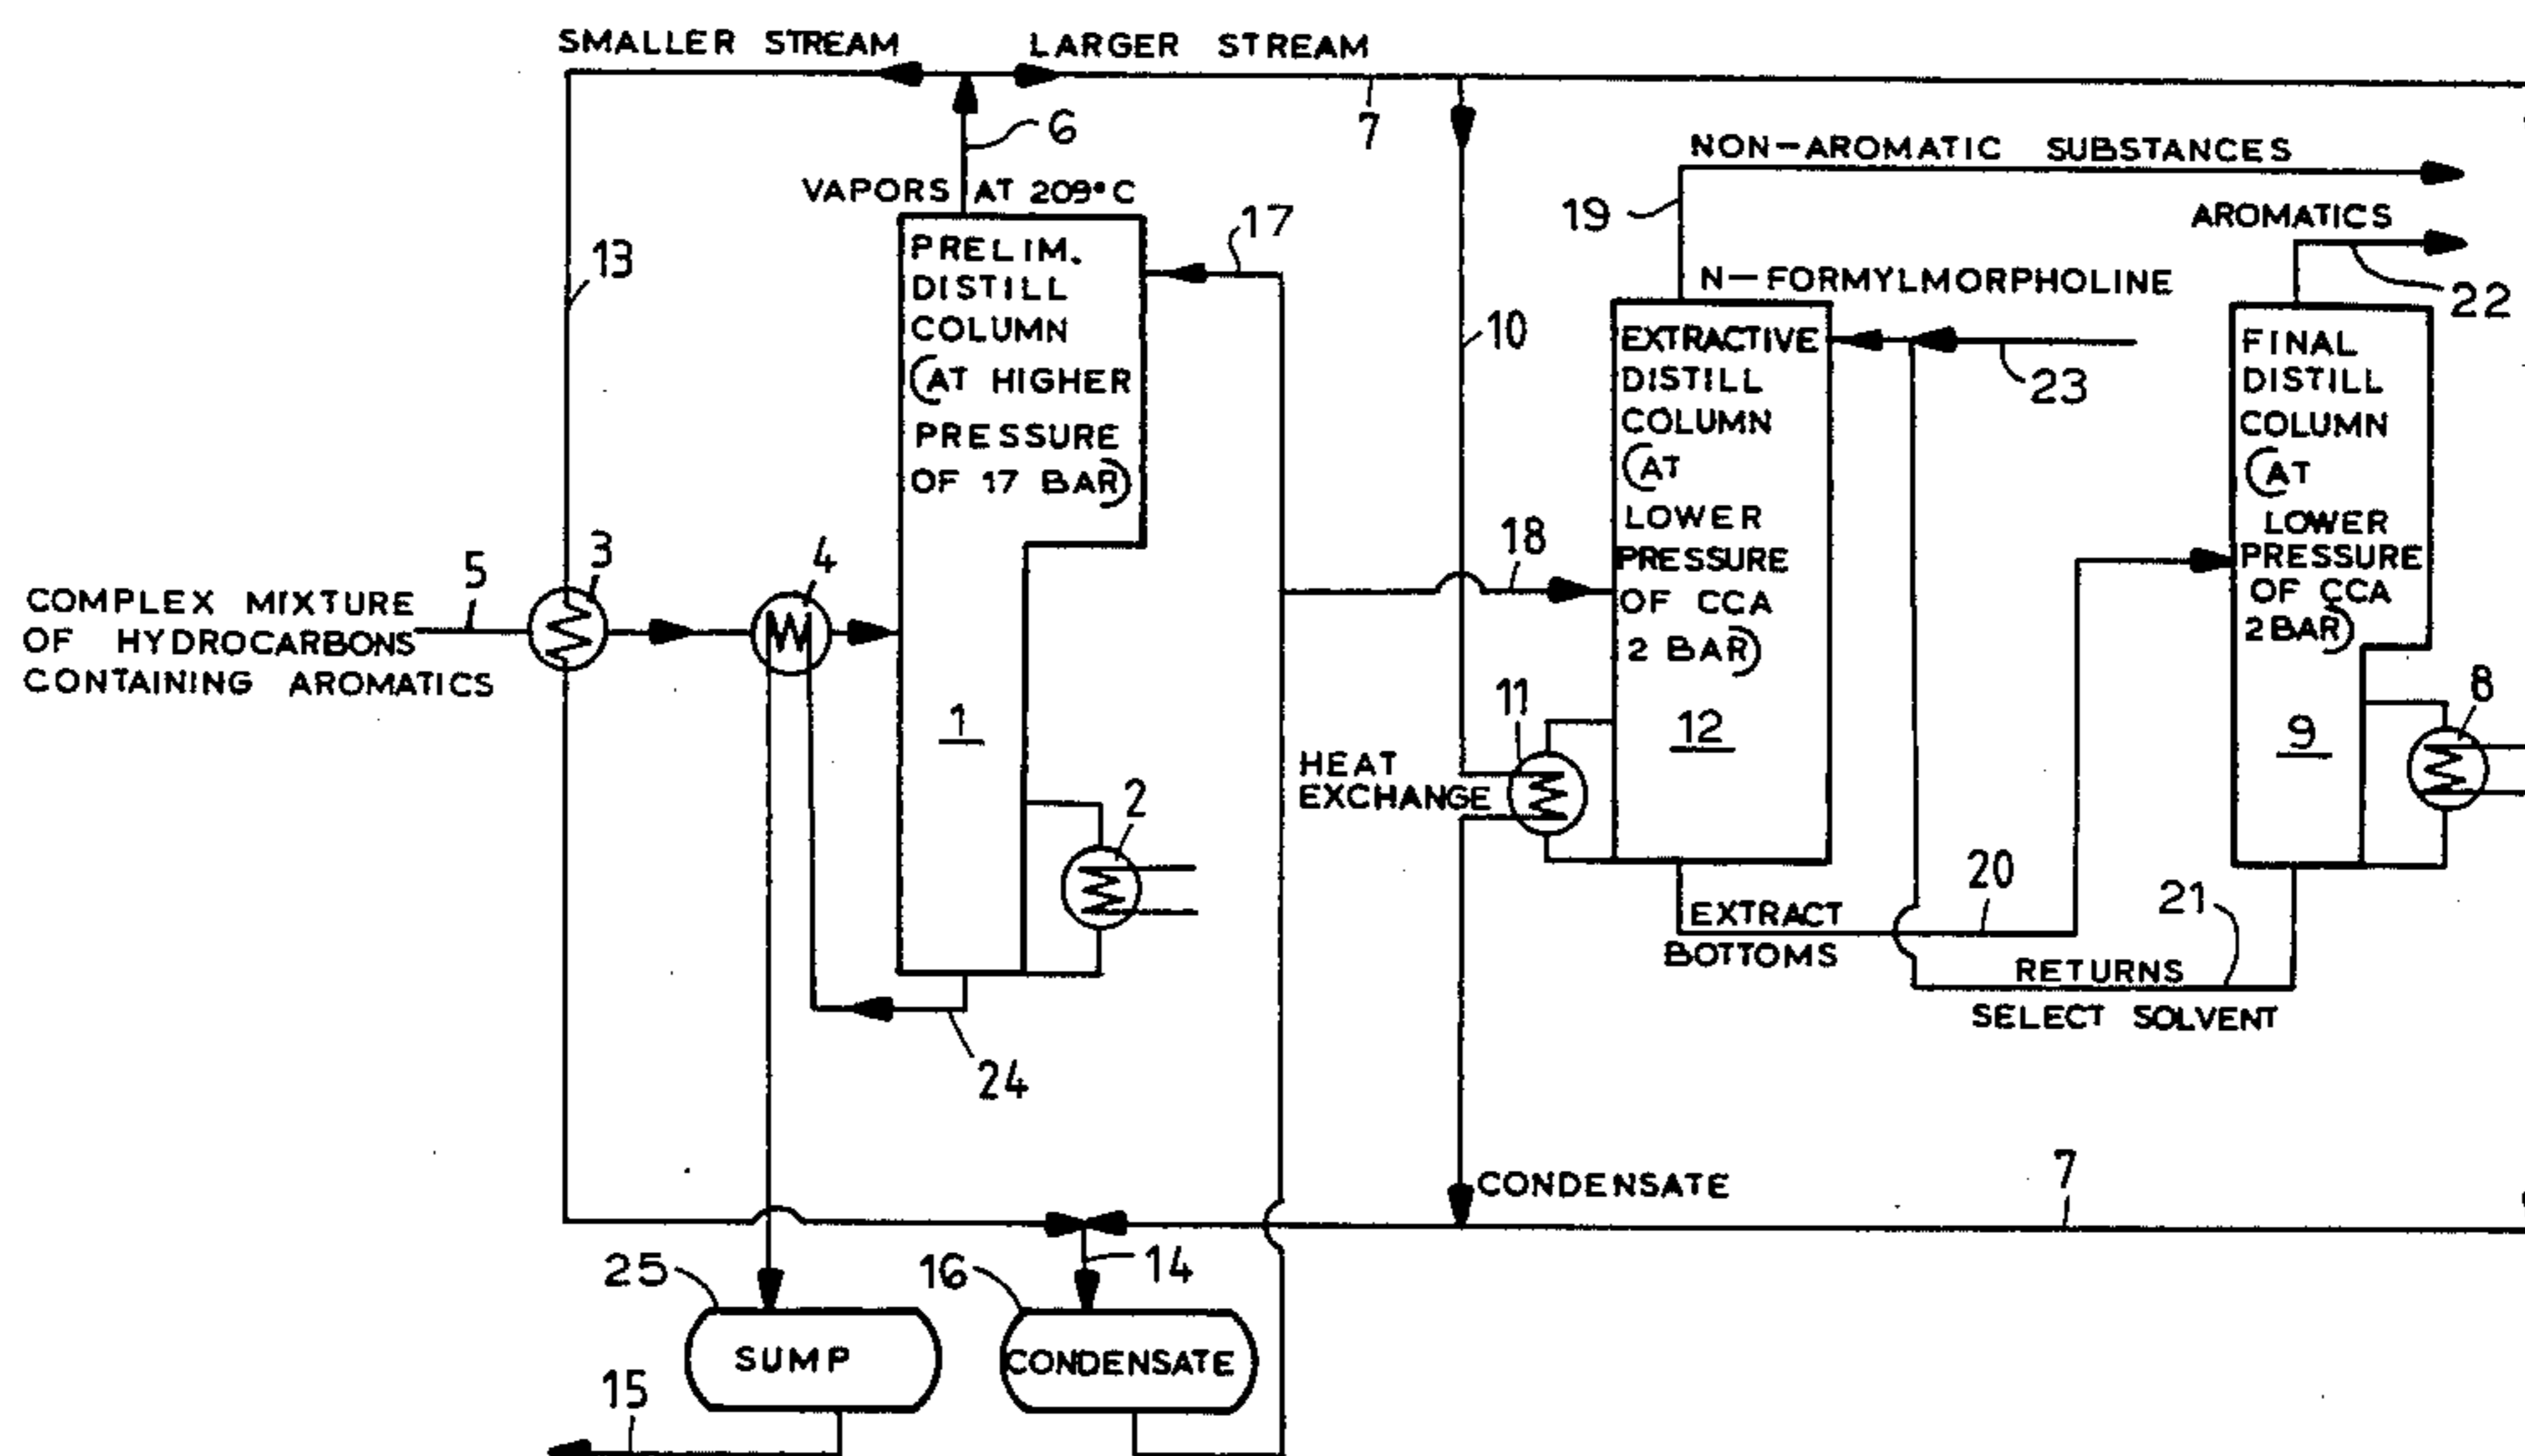 SMALLER STREAM
LARGER STREAM
7
6
VAPORS AT 209°C
NON-AROMATIC SUBSTANCES
19
AROMATICS
22
17
13
N-FORMYLMORPHOLINE
PRELIM.
DISTILL
COLUMN
(AT HIGHER
PRESSURE
OF 17 BAR)
1
10
EXTRACTIVE
DISTILL
COLUMN
(AT
LOWER
PRESSURE
OF CCA
2 BAR)
12
23
FINAL
DISTILL
COLUMN
(AT
LOWER
PRESSURE
OF CCA
2 BAR)
9
8
5
3
4
18
COMPLEX MIXTURE
OF HYDROCARBONS
CONTAINING AROMATICS
11
HEAT
EXCHANGE
2
20
21
EXTRACT
BOTTOMS
RETURNS
SELECT SOLVENT
24
CONDENSATE
7
14
25
16
SUMP
CONDENSATE
15